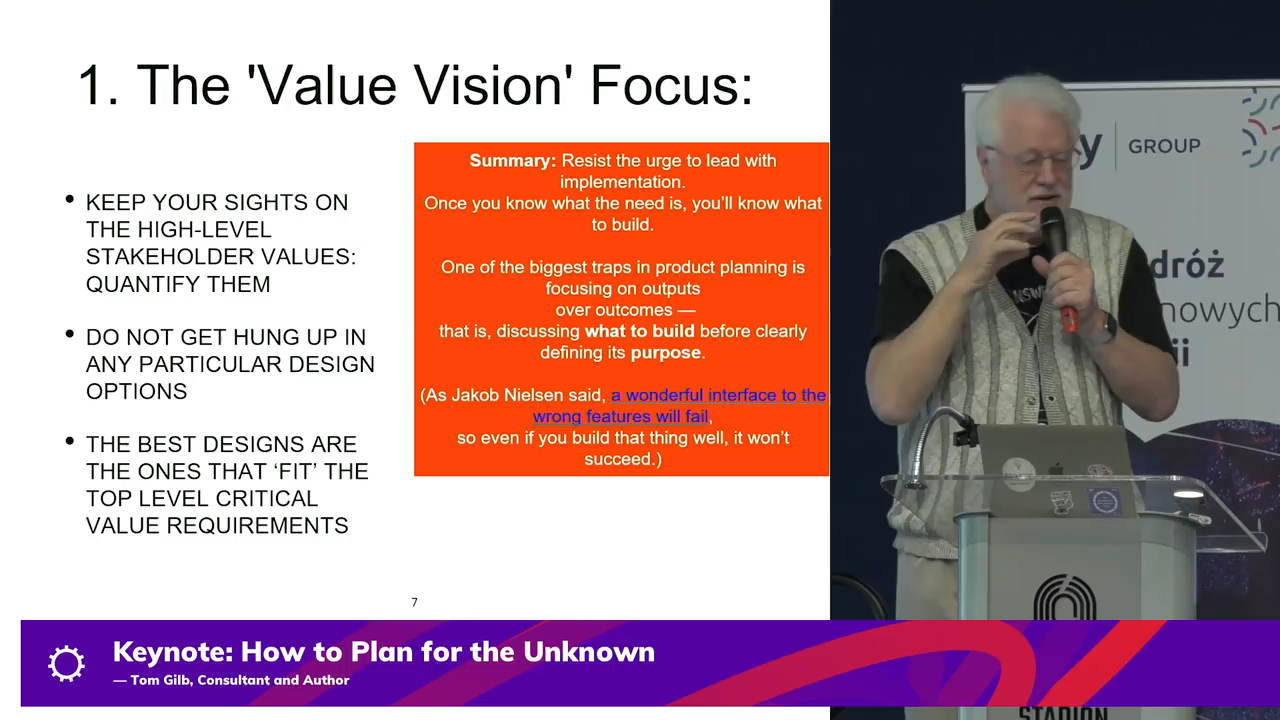 1. The 'Value Vision' Focus:
• KEEP YOUR SIGHTS ON
THE HIGH-LEVEL
STAKEHOLDER VALUES:
QUANTIFY THEM
• DO NOT GET HUNG UP IN
ANY PARTICULAR DESIGN
OPTIONS
• THE BEST DESIGNS ARE
THE ONES THAT ‘FIT’ THE
TOP LEVEL CRITICAL
VALUE REQUIREMENTS
Summary: Resist the urge to lead with
implementation.
Once you know what the need is, you’ll know what
to build.
One of the biggest traps in product planning is
focusing on outputs
over outcomes —
that is, discussing what to build before clearly
defining its purpose.
(As Jakob Nielsen said, a wonderful interface to the
wrong features will fail,
so even if you build that thing well, it won’t
succeed.)
7
y GROUP
dróż
nowych
ii
STADION
Keynote: How to Plan for the Unknown
— Tom Gilb, Consultant and Author